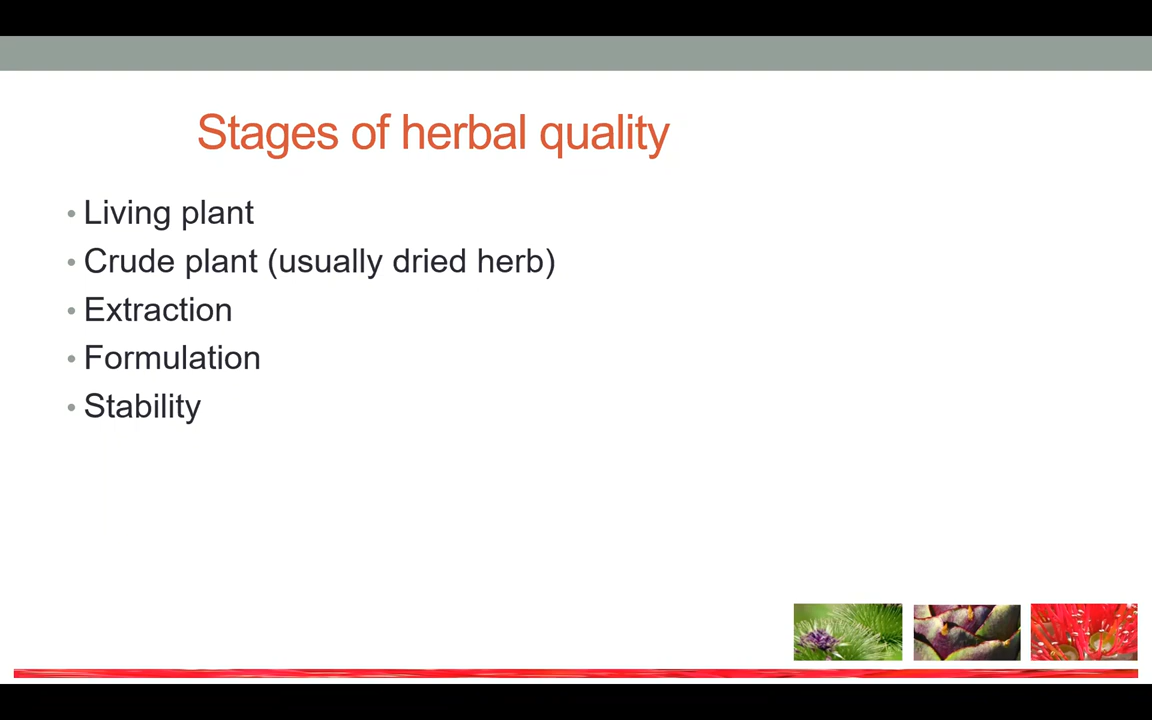 Stages of herbal quality
• Living plant
• Crude plant (usually dried herb)
• Extraction
• Formulation
• Stability